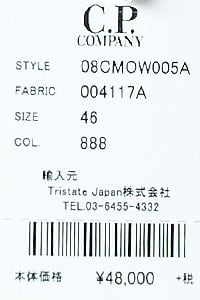 C.P.
COMPANY
STYLE 08CMOW005A
FABRIC 004117A
SIZE 46
COL. 888
輸入元
Tristate Japan株式会社
TEL.03-6455-4332
本体価格 ¥48,000 +税